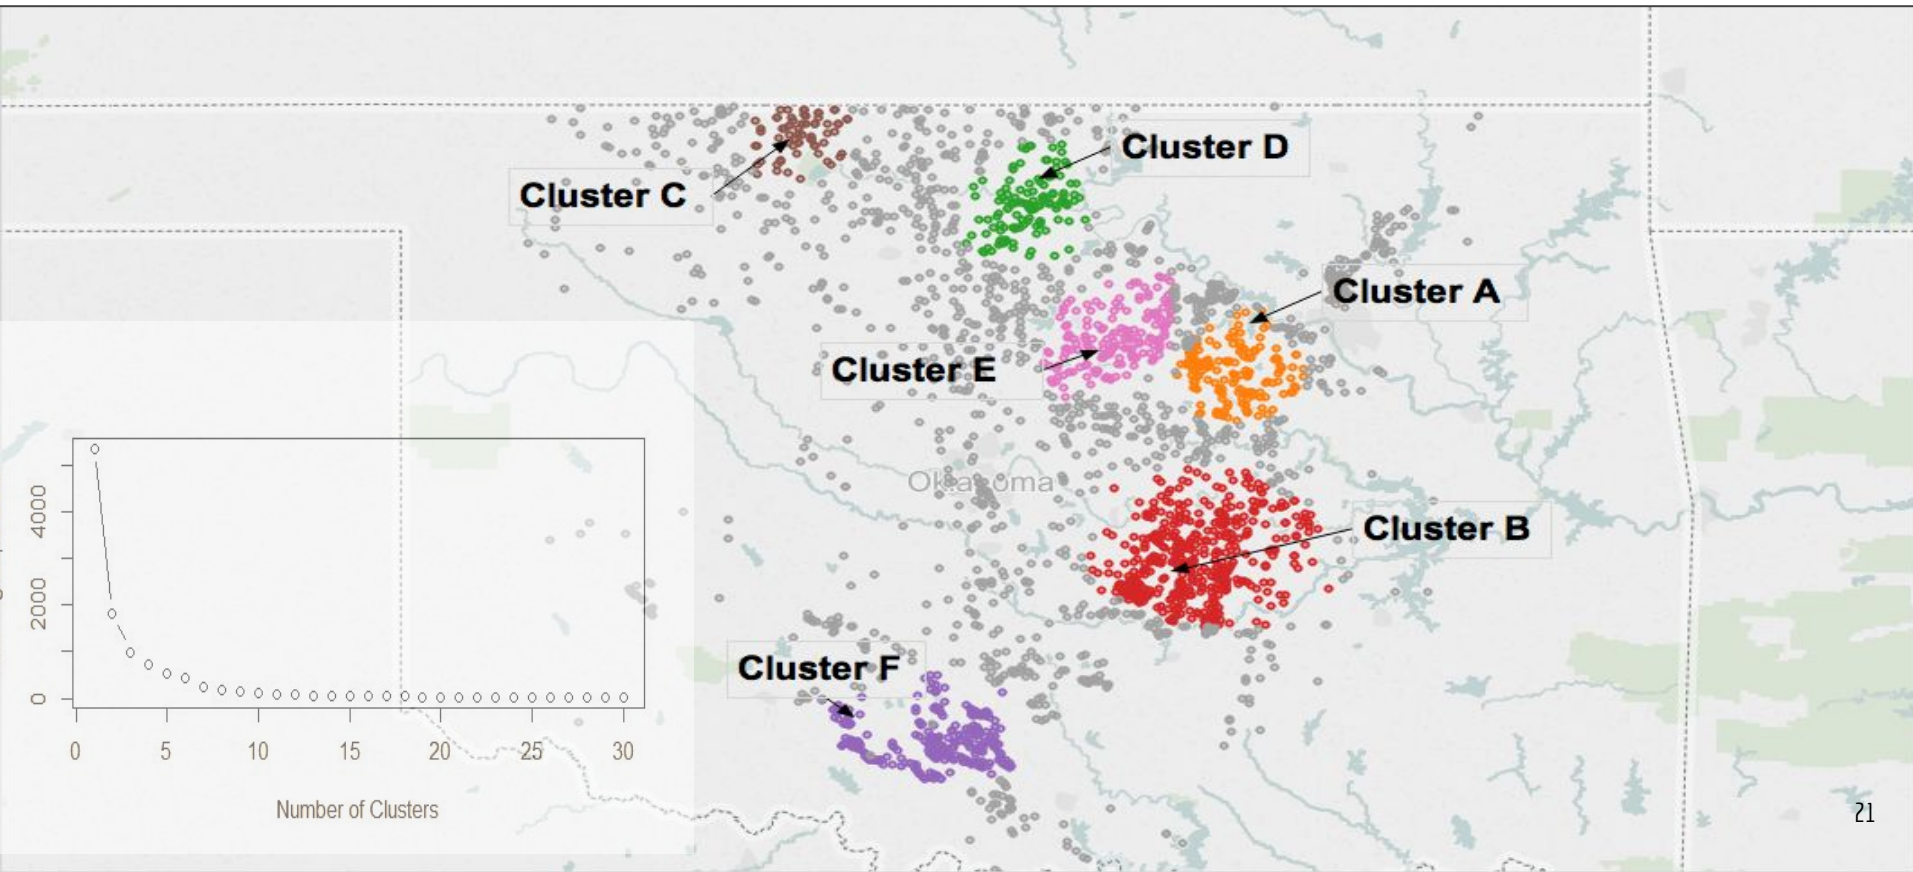 Cluster D
Cluster C
Cluster A
Cluster E
Oklahoma
Cluster B
Cluster F
4000
2000
0
0 5 10 15 20 25 30
Number of Clusters
21